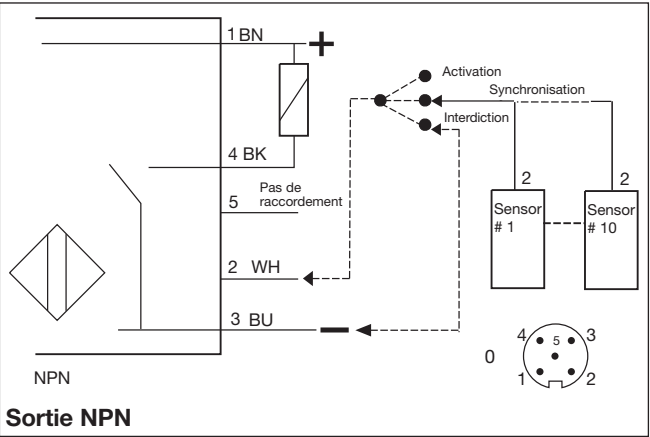 1 BN
+
Activation
Synchronisation
Interdiction
4 BK
5
Pas de
raccordement
2 WH
3 BU
2
2
Sensor
# 1
Sensor
# 10
0
4
5
3
1
2
NPN
Sortie NPN